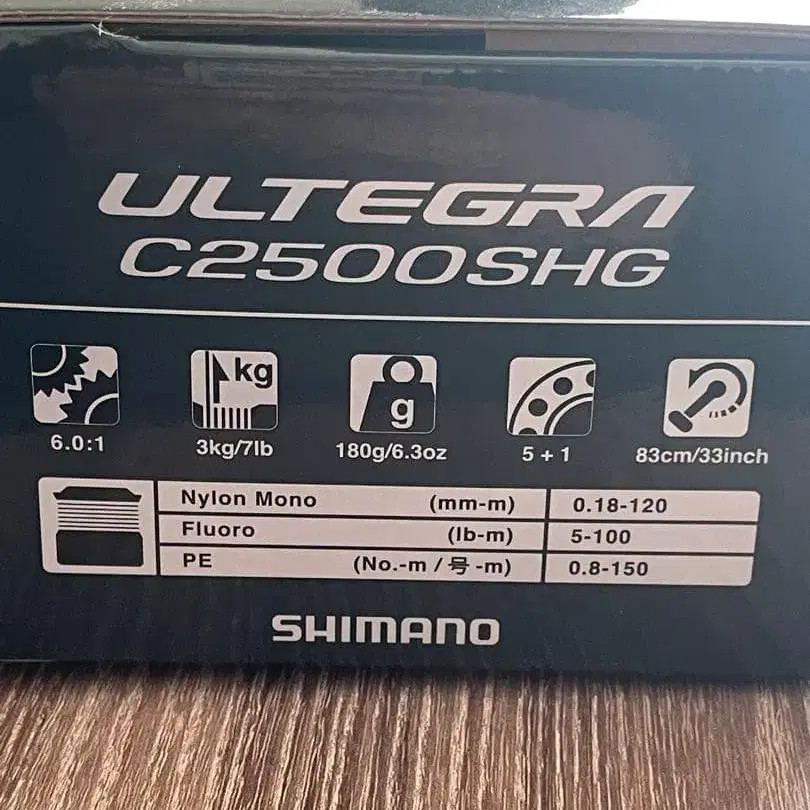 ULTEGRA
C2500SHG
kg
g
6.0:1 3kg/7lb 180g/6.3oz 5 + 1 83cm/33inch
Nylon Mono (mm-m) 0.18-120
Fluoro (lb-m) 5-100
PE (No.-m / 号 -m) 0.8-150
SHIMANO